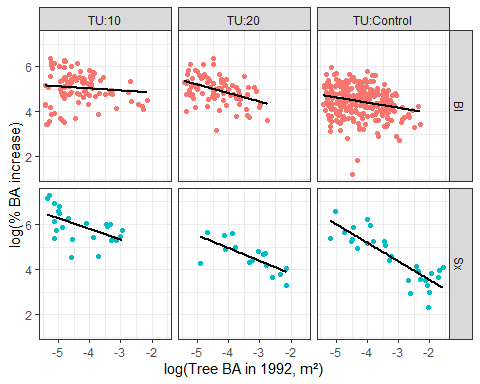 TU:10 TU:20 TU:Control
log(% BA increase)
6
4
2
Bl
6
4
2
Sx
-5 -4 -3 -2 -5 -4 -3 -2 -5 -4 -3 -2
log(Tree BA in 1992, m²)